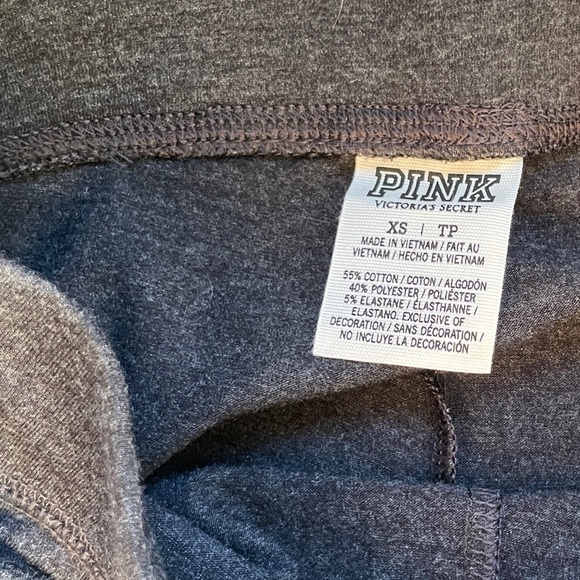 PINK
VICTORIA'S SECRET
XS | TP
MADE IN VIETNAM / FAIT AU
VIETNAM / HECHO EN VIETNAM
55% COTTON / COTON / ALGODÓN
40% POLYESTER / POLIÉSTER
5% ELASTANE / ÉLASTHANNE /
ELASTANO. EXCLUSIVE OF
DECORATION / SANS DÉCORATION /
NO INCLUYE LA DECORACIÓN